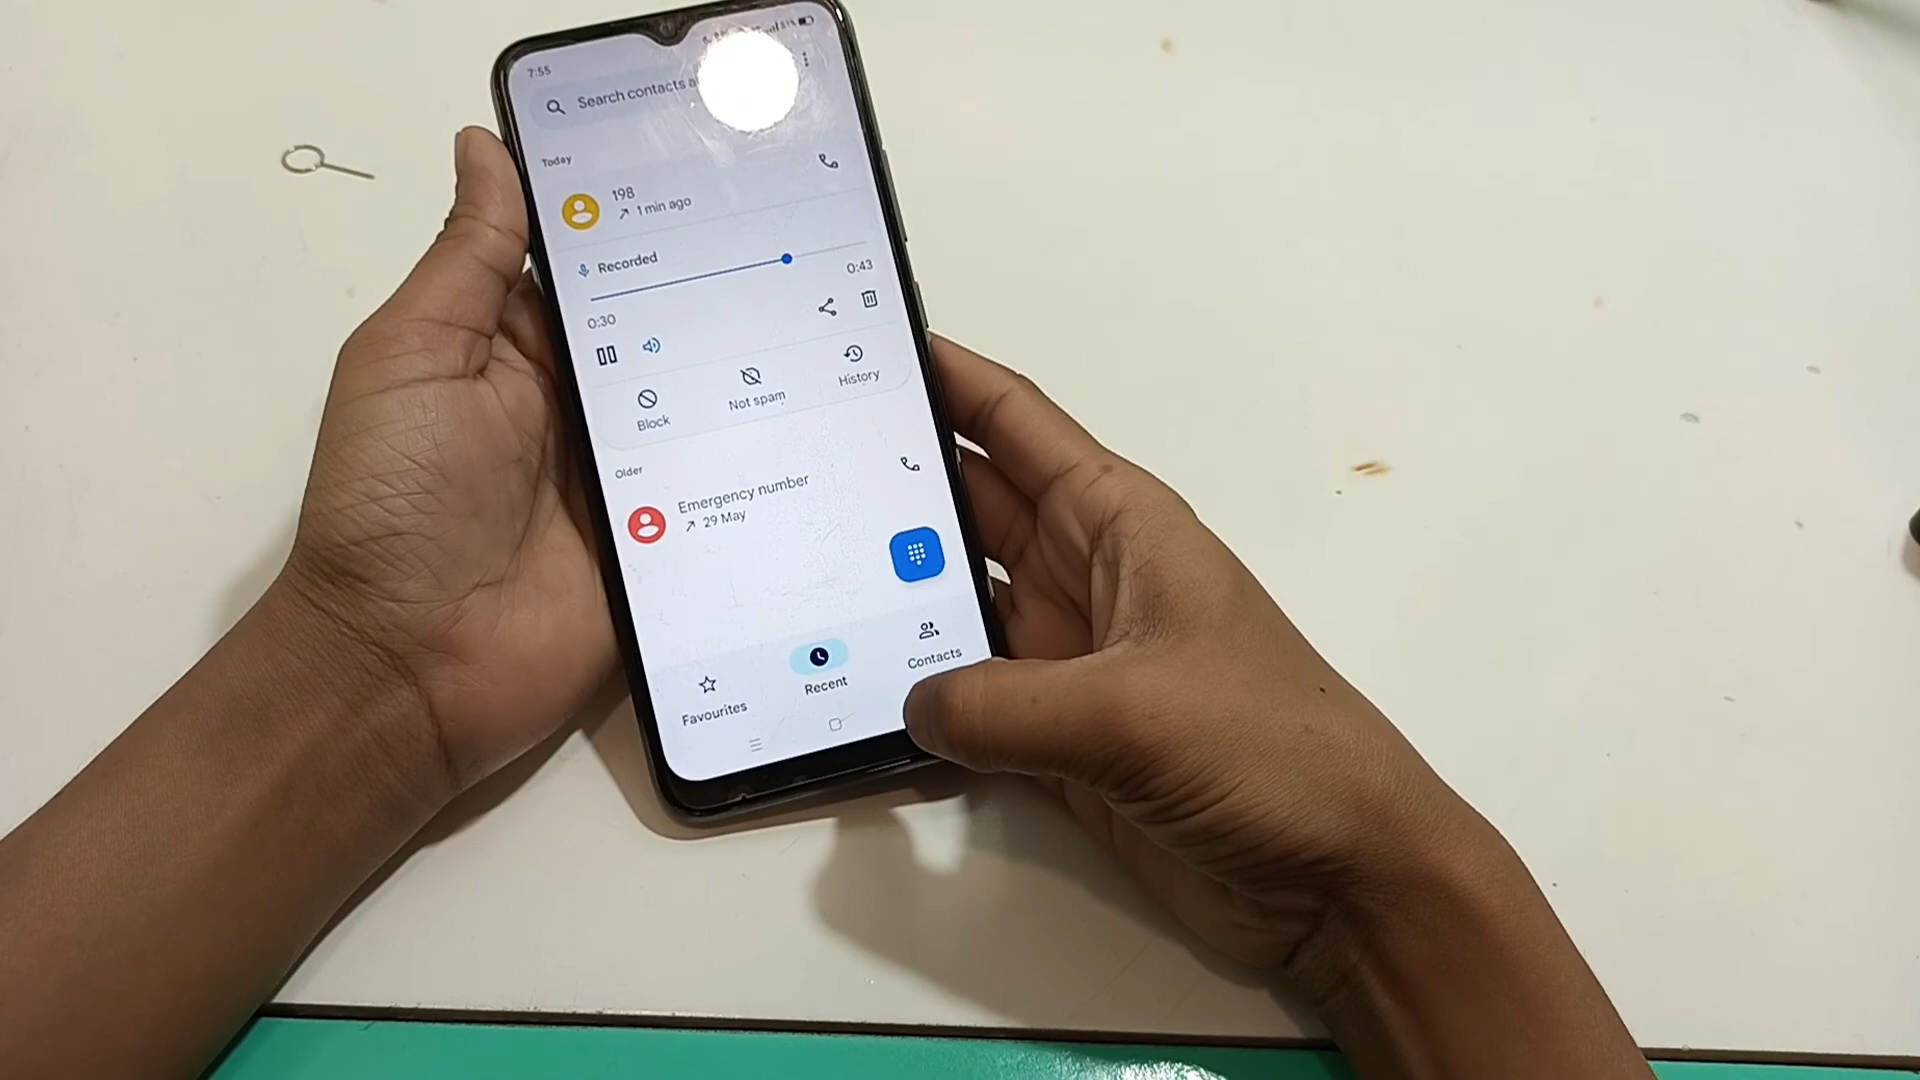 7:55
Search contacts a
Today
198
1 min ago
Recorded
0:43
0:30
Block
Not spam
History
Older
Emergency number
29 May
Contacts
Recent
Favourites